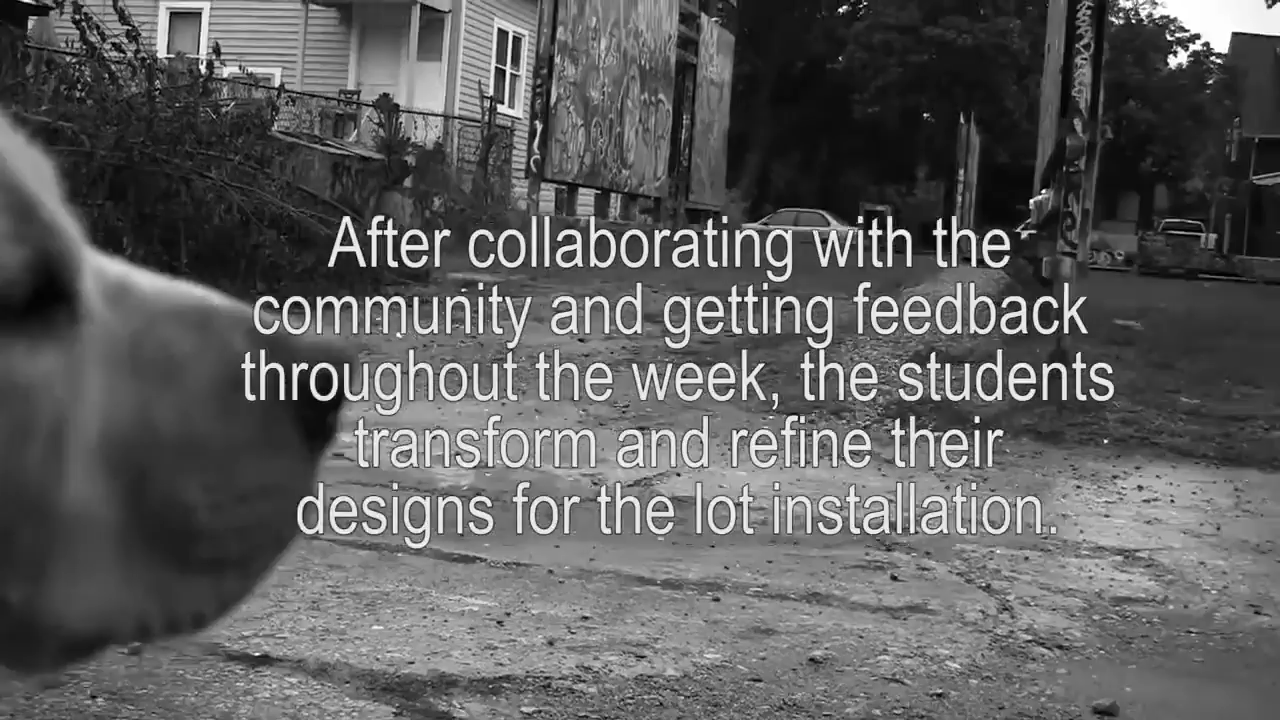 After collaborating with the
community and getting feedback
throughout the week, the students
transform and refine their
designs for the lot installation.